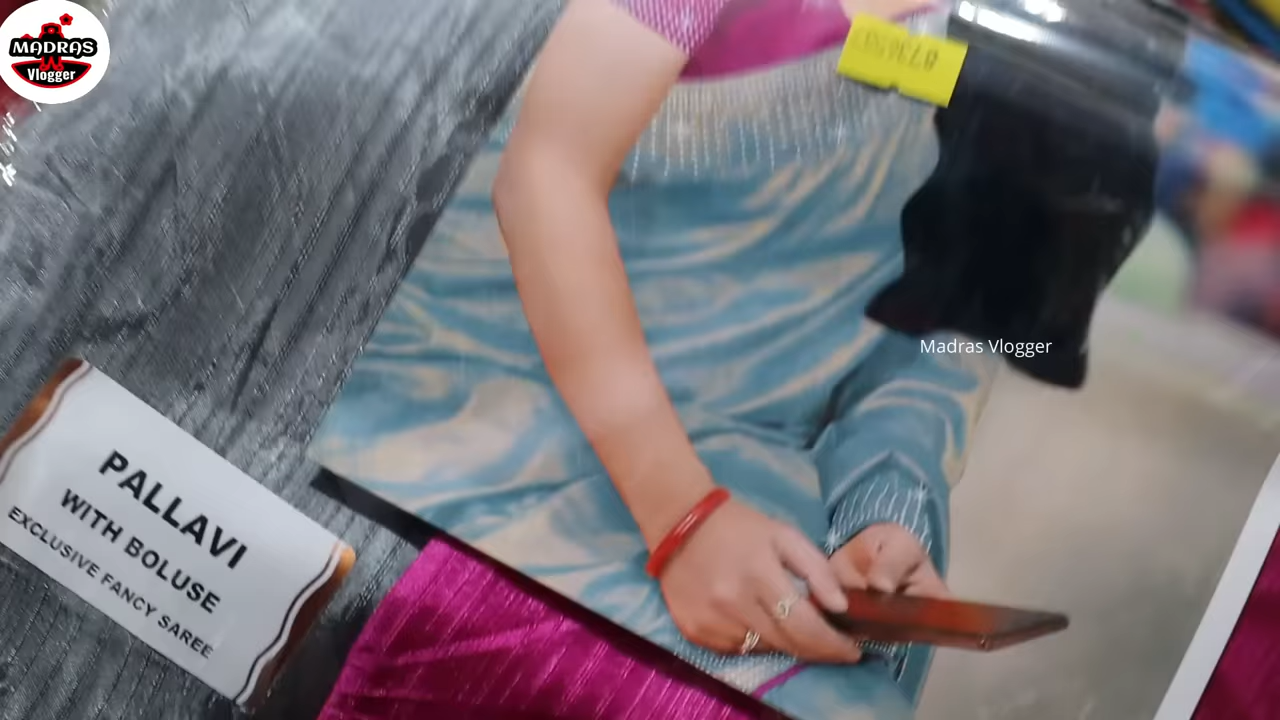 MADRAS
Vlogger
Madras Vlogger
PALLAVI
WITH BOLUSE
EXCLUSIVE FANCY SAREE